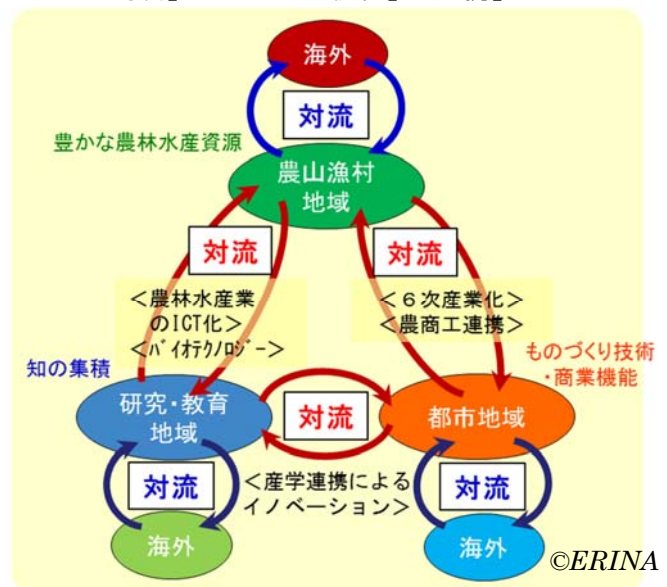 海外
対流
豊かな農林水産資源
農山漁村
地域
対流
対流
＜農林水産業
のICT化＞
＜バイオテクノロジー＞
＜６次産業化＞
＜農商工連携＞
知の集積
ものづくり技術
・商業機能
研究・教育
地域
対流
都市地域
対流
＜産学連携による
イノベーション＞
対流
海外
海外
©ERINA